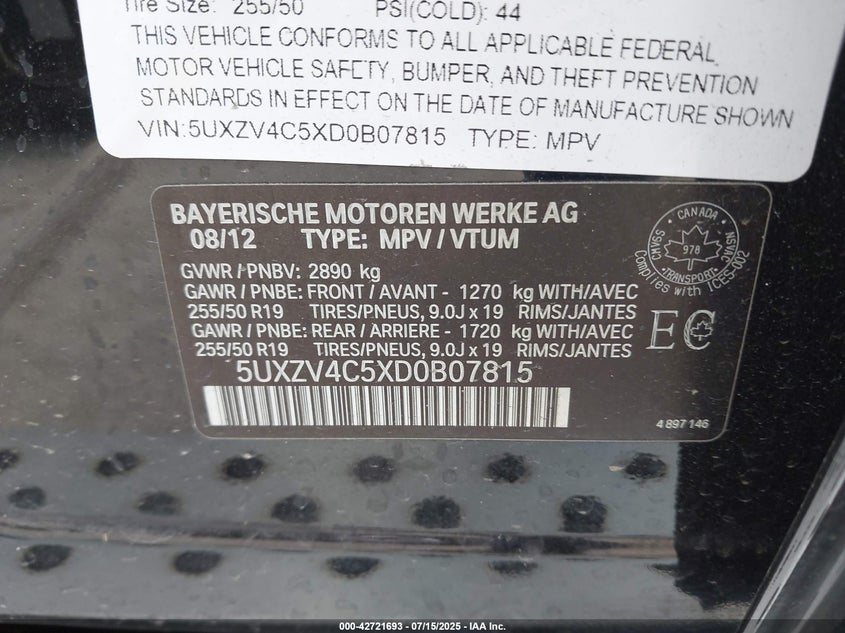 Tire Size: 255/50 PSI(COLD): 44
THIS VEHICLE CONFORMS TO ALL APPLICABLE FEDERAL
MOTOR VEHICLE SAFETY, BUMPER, AND THEFT PREVENTION
STANDARDS IN EFFECT ON THE DATE OF MANUFACTURE SHOWN
VIN:5UXZV4C5XD0B07815 TYPE: MPV
BAYERISCHE MOTOREN WERKE AG
08/12 TYPE: MPV / VTUM
GVWR / PNBV: 2890 kg
GAWR / PNBE: FRONT / AVANT - 1270 kg WITH/AVEC
255/50 R19 TIRES/PNEUS, 9.0J x 19 RIMS/JANTES
GAWR / PNBE: REAR / ARRIERE - 1720 kg WITH/AVEC
255/50 R19 TIRES/PNEUS, 9.0J x 19 RIMS/JANTES
5UXZV4C5XD0B07815
CANADA
CMVSS
NSVAC
978
TRANSPORT
Complies with ICES-002
EC
4 897 146
000-42721693 - 07/15/2025 - IAA Inc.